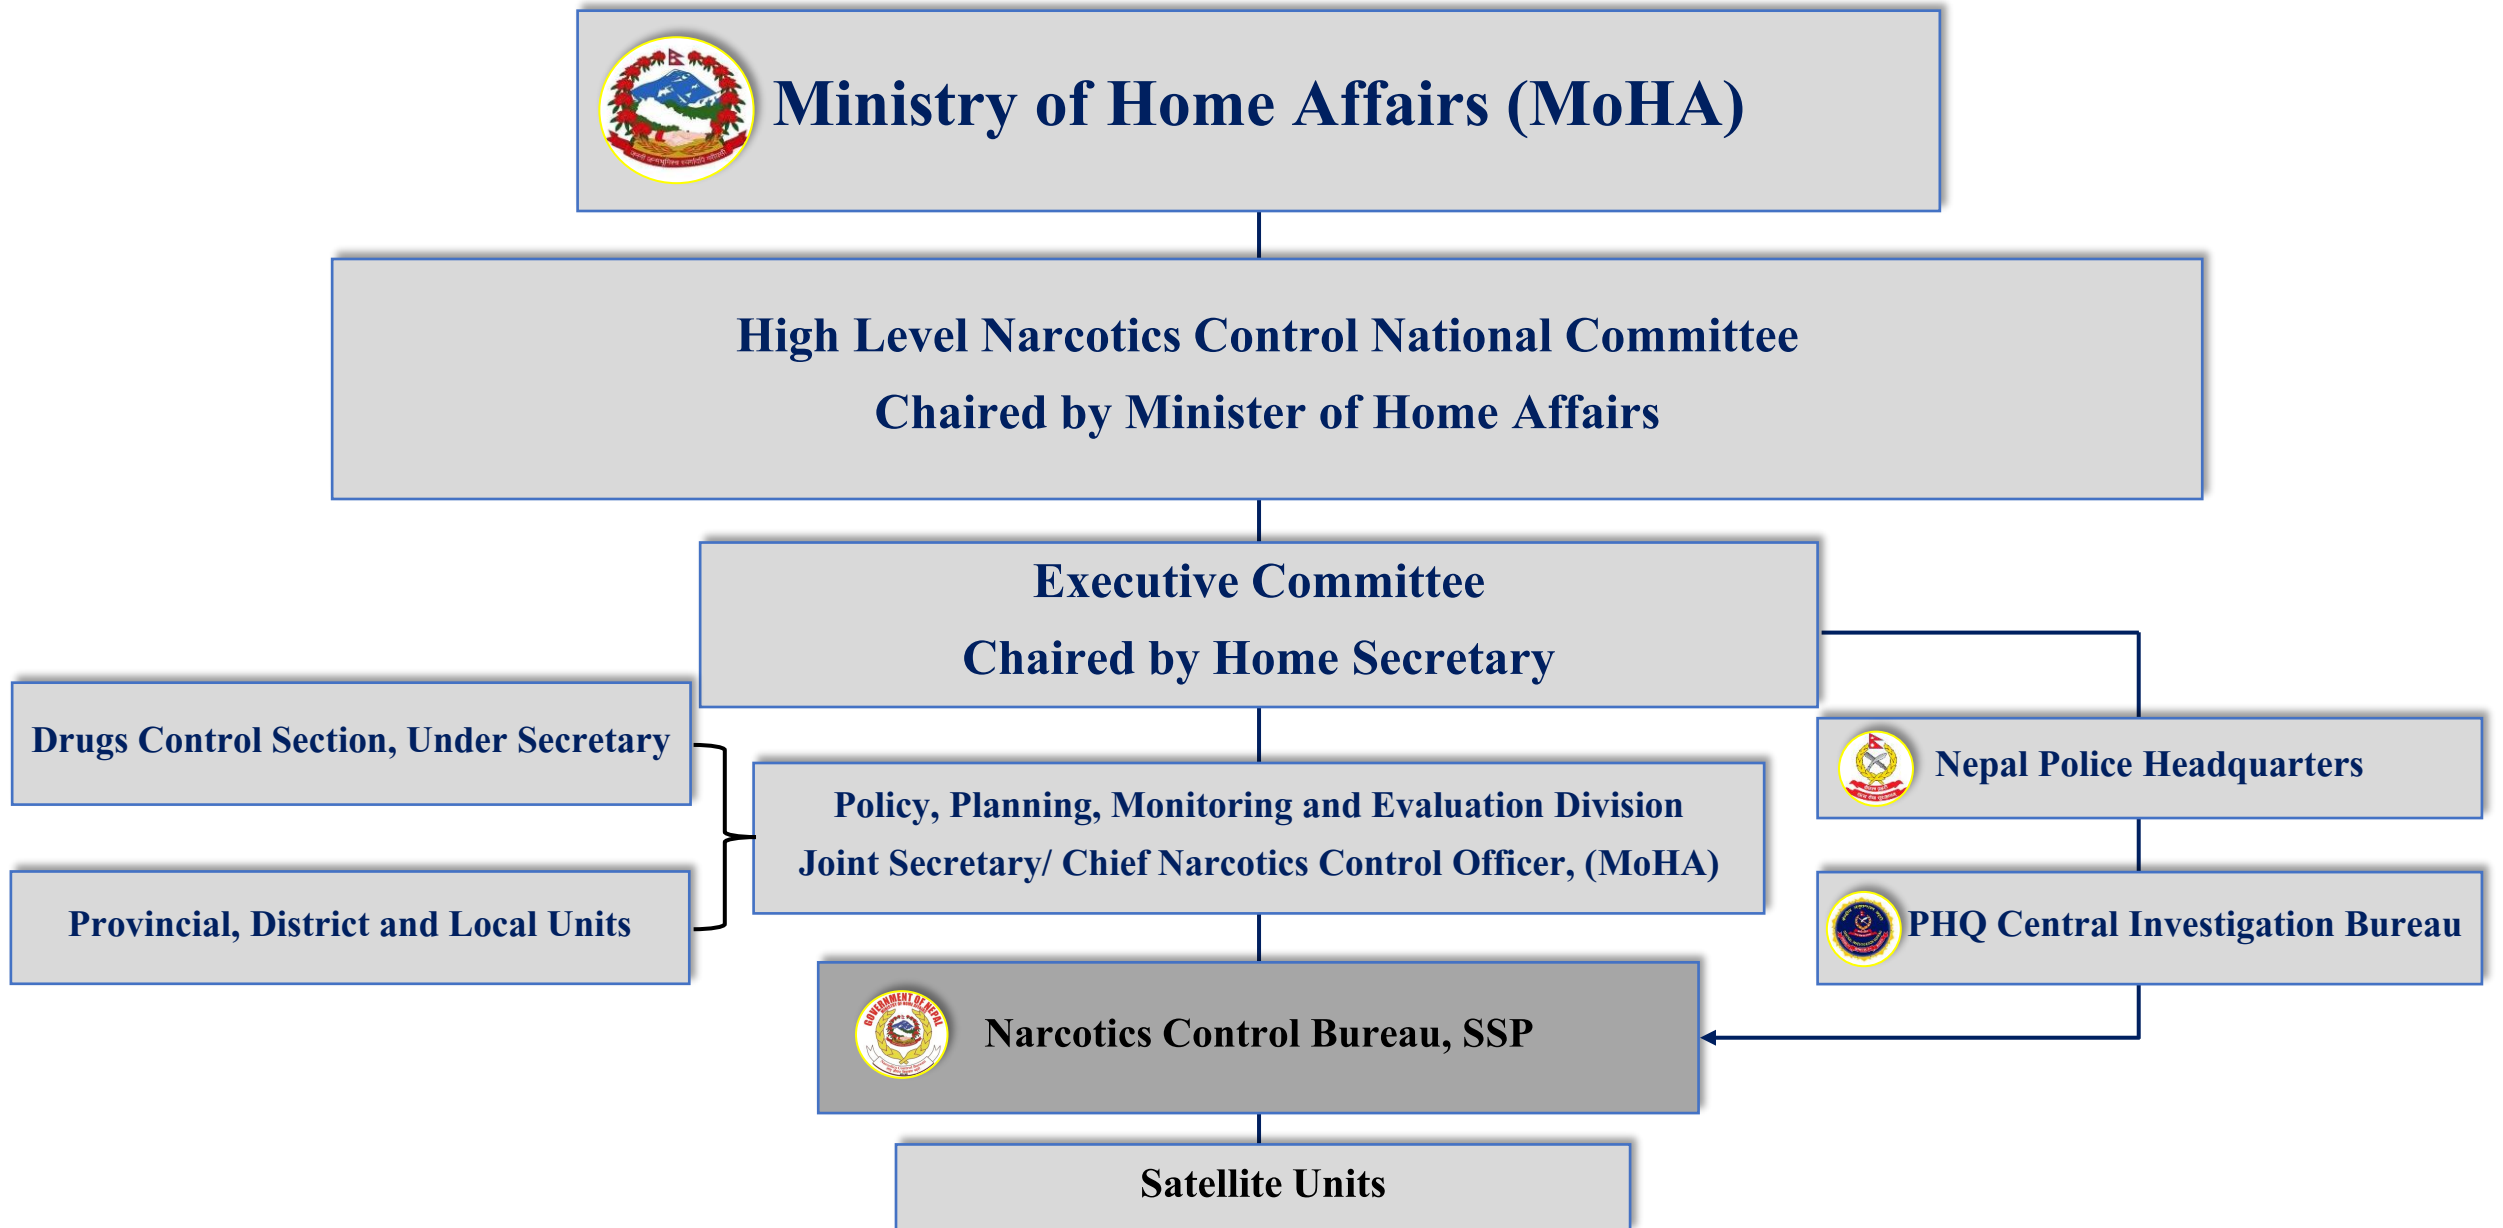 Ministry of Home Affairs (MoHA)
High Level Narcotics Control National Committee
Chaired by Minister of Home Affairs
Executive Committee
Chaired by Home Secretary
Drugs Control Section, Under Secretary
Nepal Police Headquarters
Policy, Planning, Monitoring and Evaluation Division
Joint Secretary/ Chief Narcotics Control Officer, (MoHA)
Provincial, District and Local Units
PHQ Central Investigation Bureau
GOVERNMENT OF NEPAL
Narcotics Control Bureau, SSP
Satellite Units